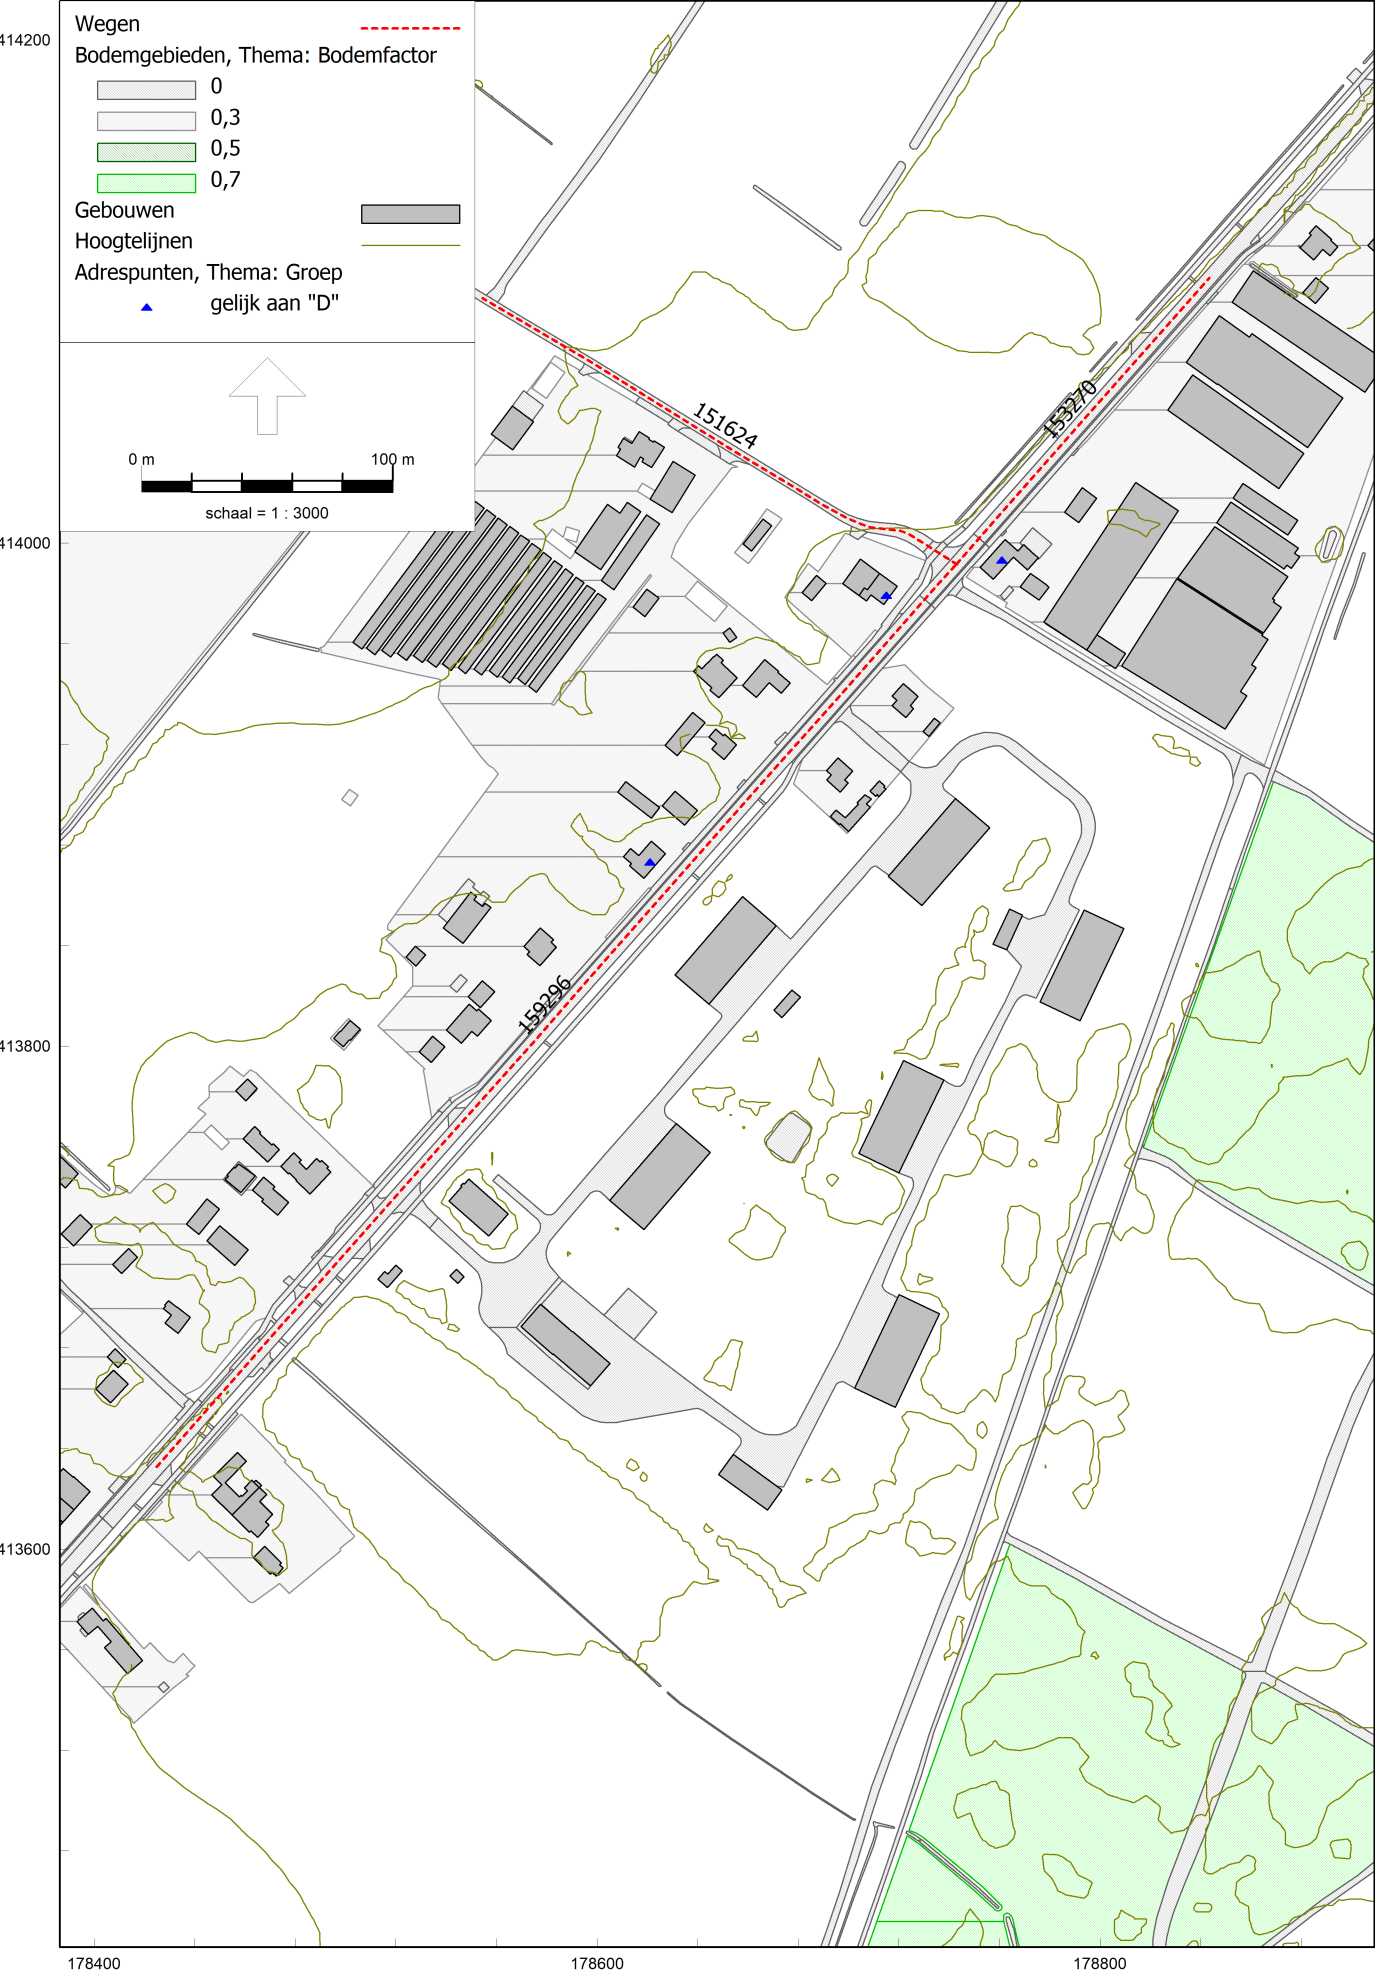 Wegen
Bodemgebieden, Thema: Bodemfactor
0
0,3
0,5
0,7
Gebouwen
Hoogtelijnen
Adrespunten, Thema: Groep
gelijk aan "D"
0 m 100 m
schaal = 1 : 3000
414200
151624
153270
414000
159296
413800
413600
178400 178600 178800